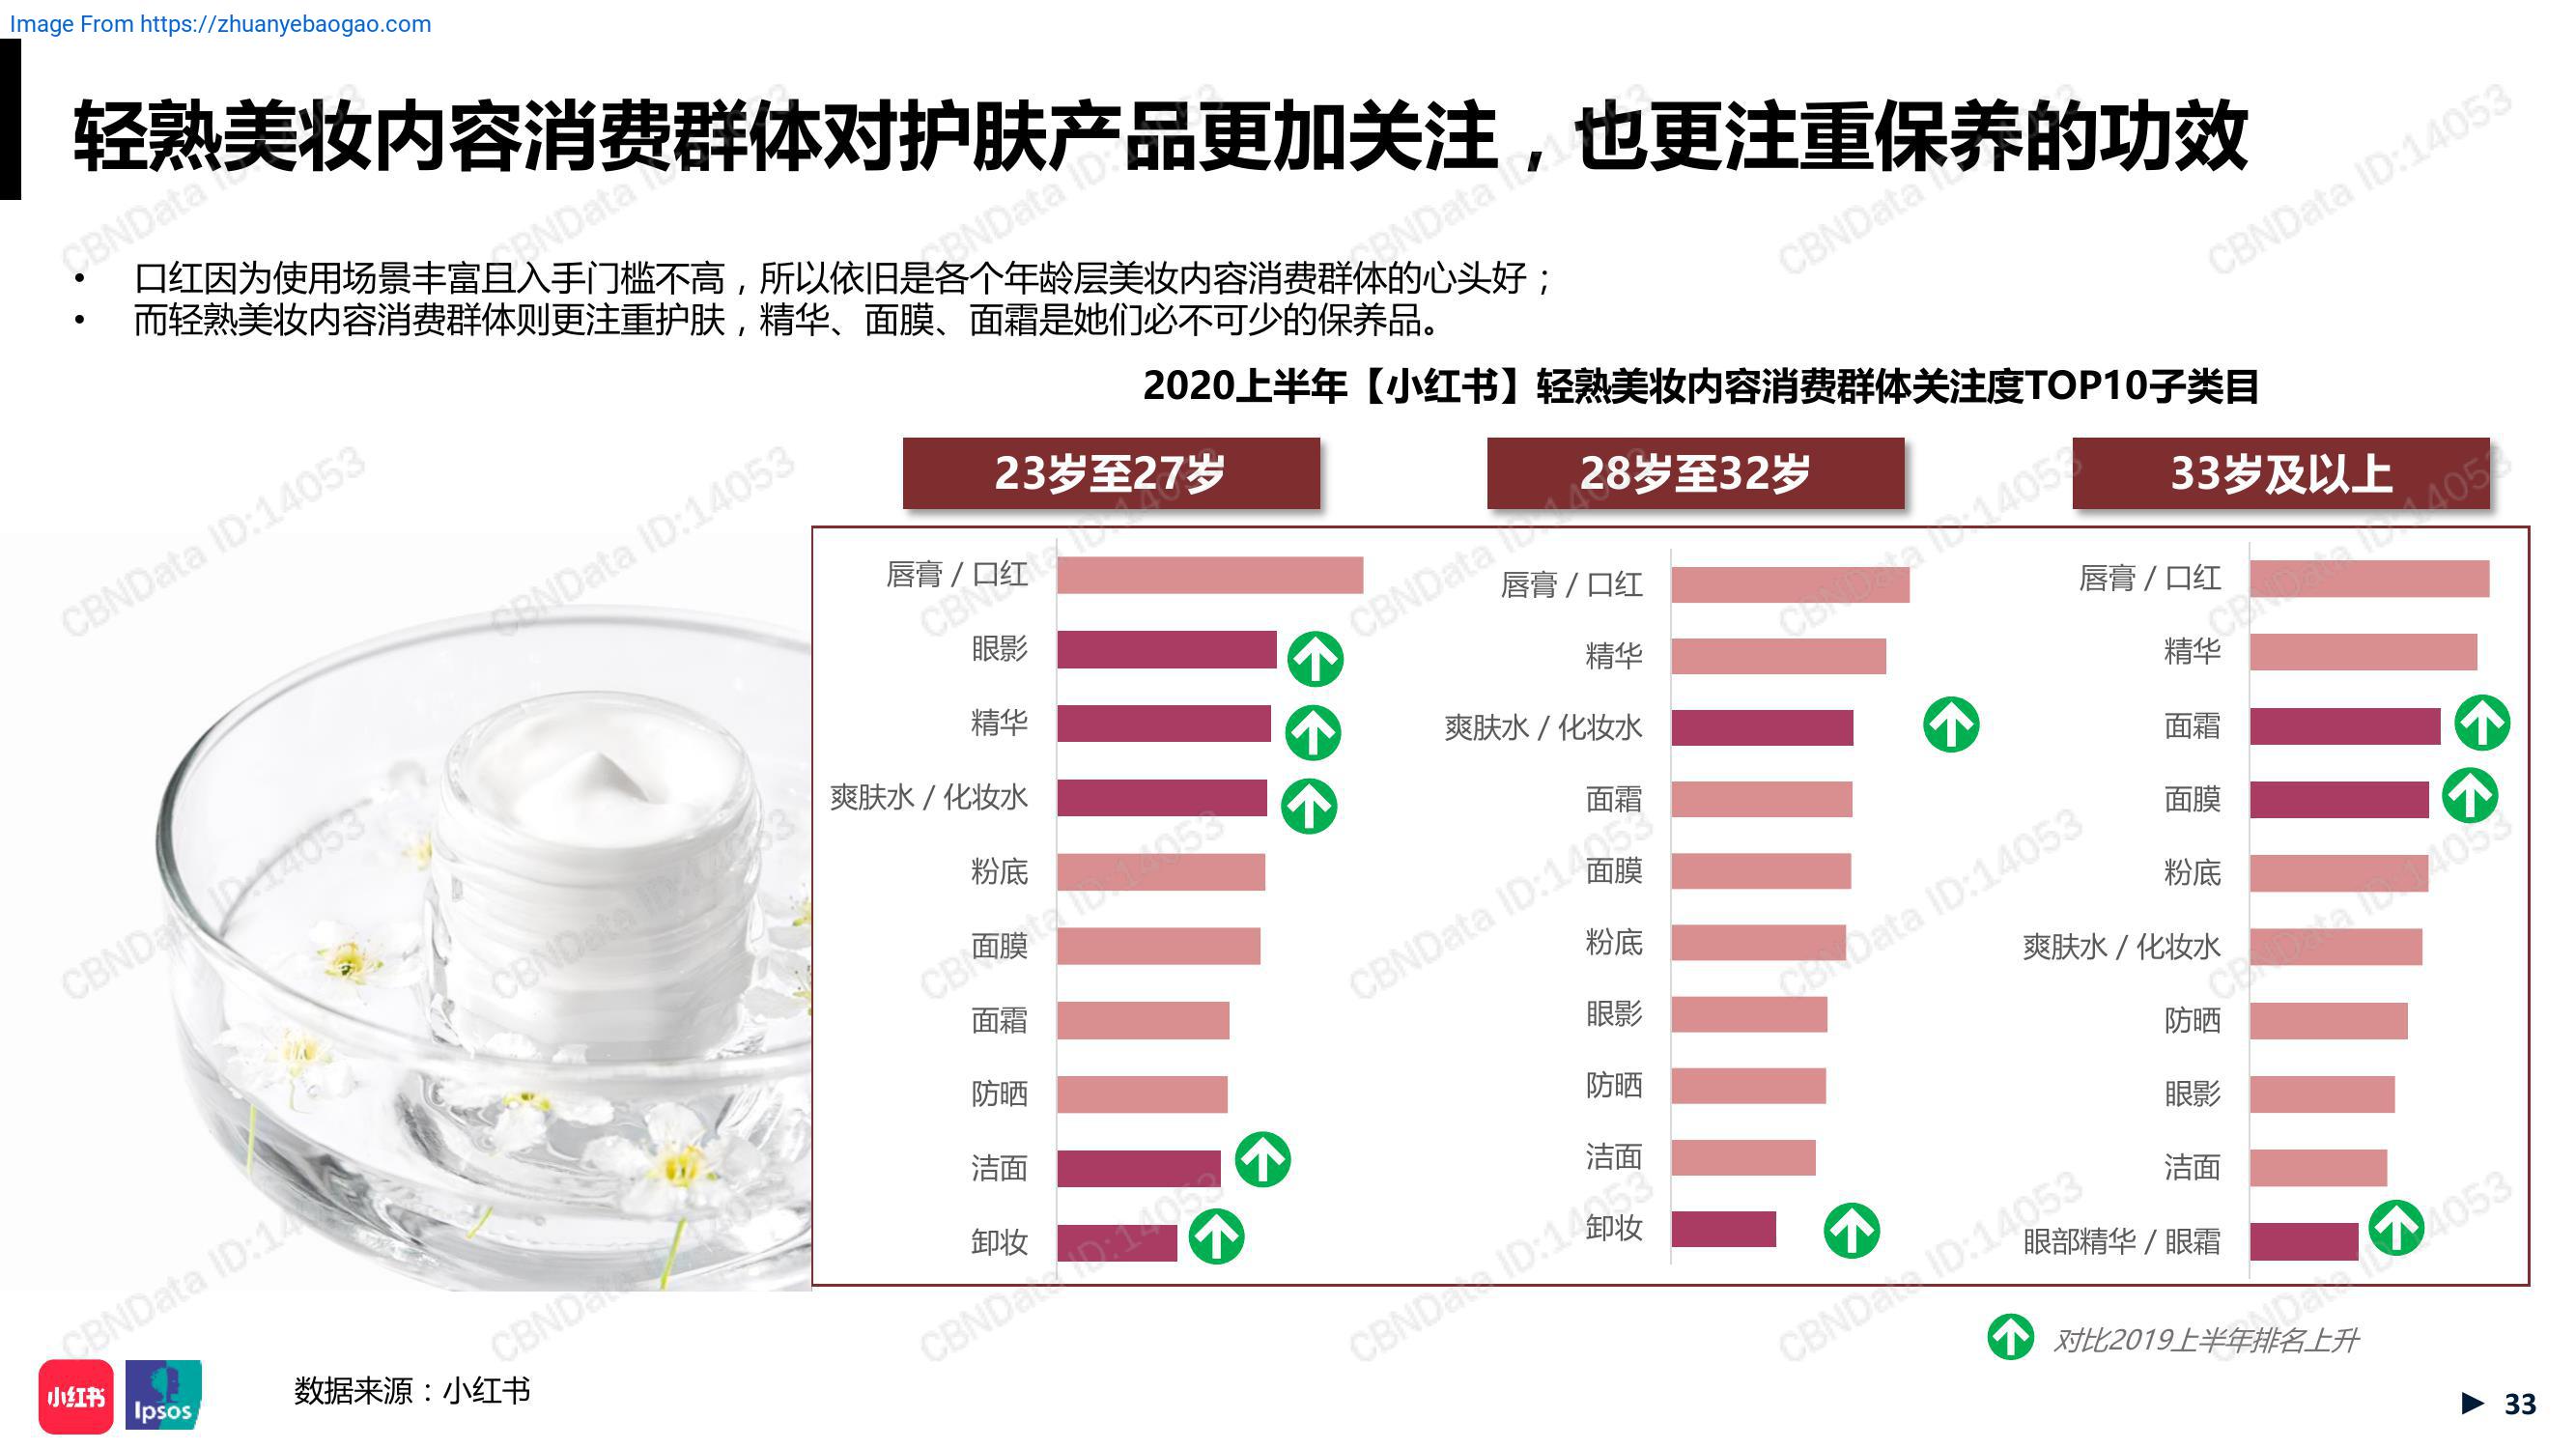 Image From https://zhuanyebaogao.com
轻熟美妆内容消费群体对护肤产品更加关注，也更注重保养的功效
• 口红因为使用场景丰富且入手门槛不高，所以依旧是各个年龄层美妆内容消费群体的心头好；
• 而轻熟美妆内容消费群体则更注重护肤，精华、面膜、面霜是她们必不可少的保养品。
2020上半年【小红书】轻熟美妆内容消费群体关注度TOP10子类目
23岁至27岁
唇膏 / 口红
眼影
精华
爽肤水 / 化妆水
粉底
面膜
面霜
防晒
洁面
卸妆
28岁至32岁
唇膏 / 口红
精华
爽肤水 / 化妆水
面霜
面膜
粉底
眼影
防晒
洁面
卸妆
33岁及以上
唇膏 / 口红
精华
面霜
面膜
粉底
爽肤水 / 化妆水
防晒
眼影
洁面
眼部精华 / 眼霜
对比2019上半年排名上升
小红书
Ipsos
数据来源：小红书
33
CBNData ID:14053